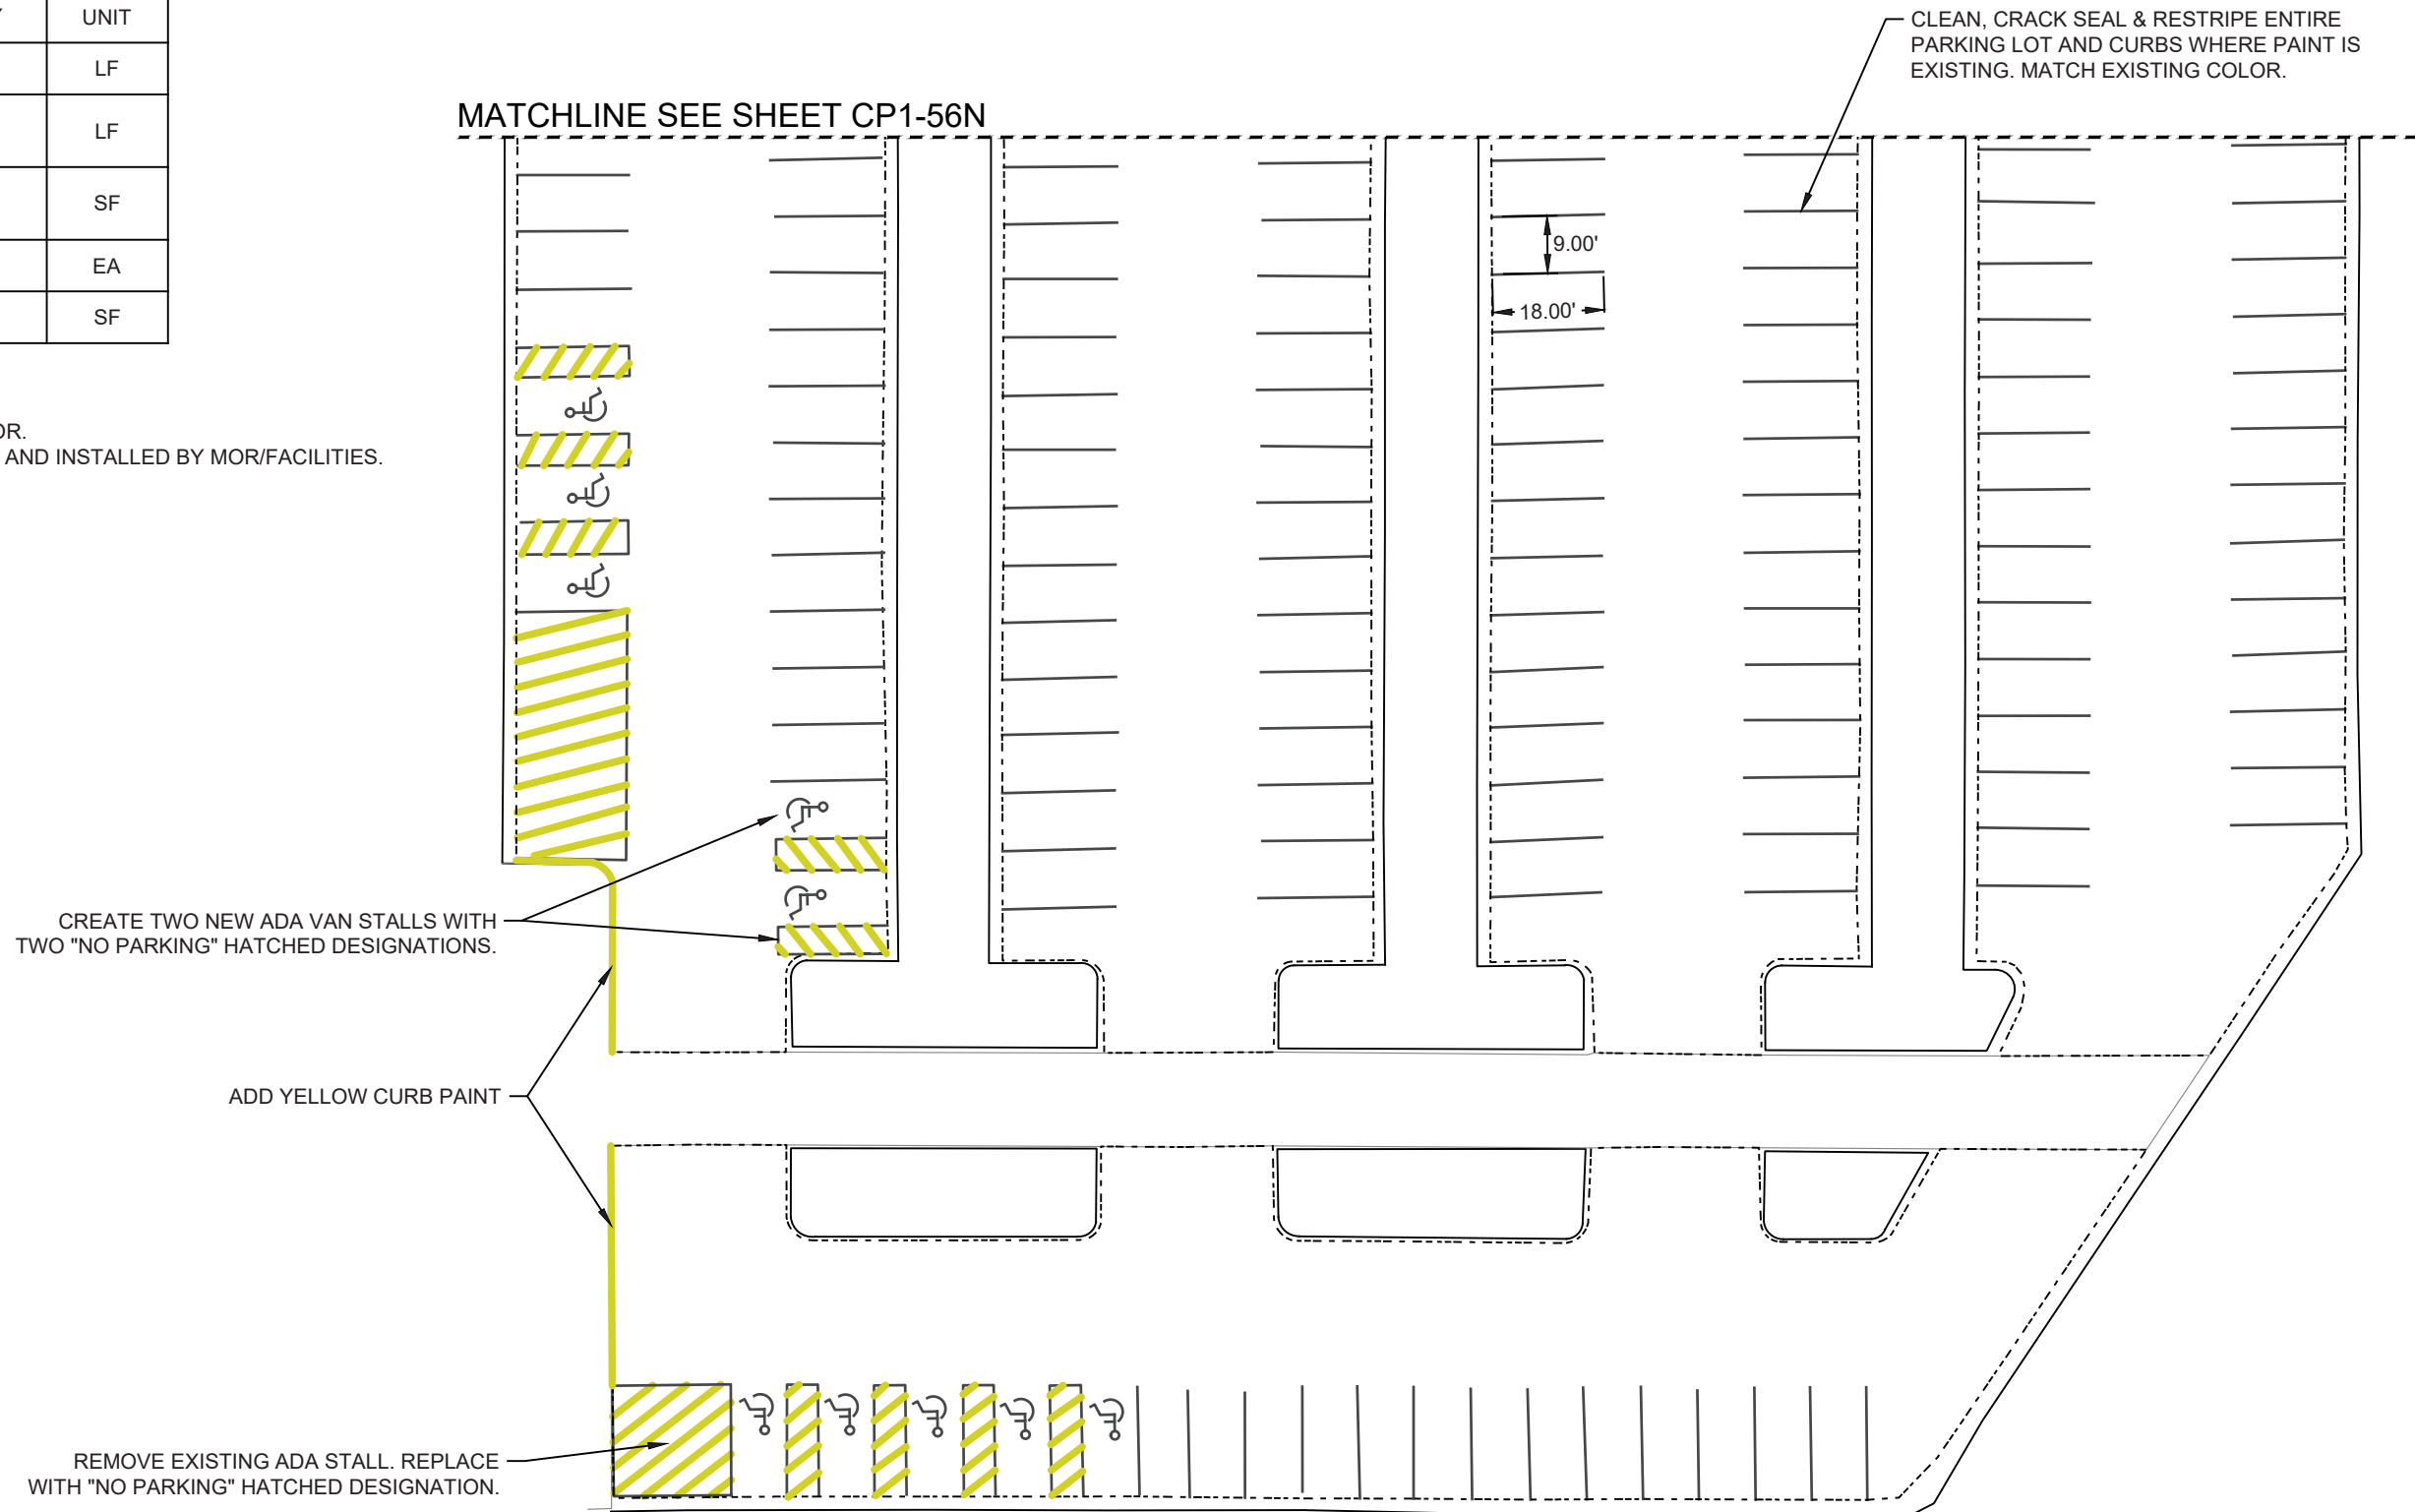 UNIT
LF
LF
SF
EA
SF
OR.
AND INSTALLED BY MOR/FACILITIES.
MATCHLINE SEE SHEET CP1-56N
CLEAN, CRACK SEAL & RESTRIPE ENTIRE
PARKING LOT AND CURBS WHERE PAINT IS
EXISTING. MATCH EXISTING COLOR.
9.00'
18.00'
CREATE TWO NEW ADA VAN STALLS WITH
TWO "NO PARKING" HATCHED DESIGNATIONS.
ADD YELLOW CURB PAINT
REMOVE EXISTING ADA STALL. REPLACE
WITH "NO PARKING" HATCHED DESIGNATION.